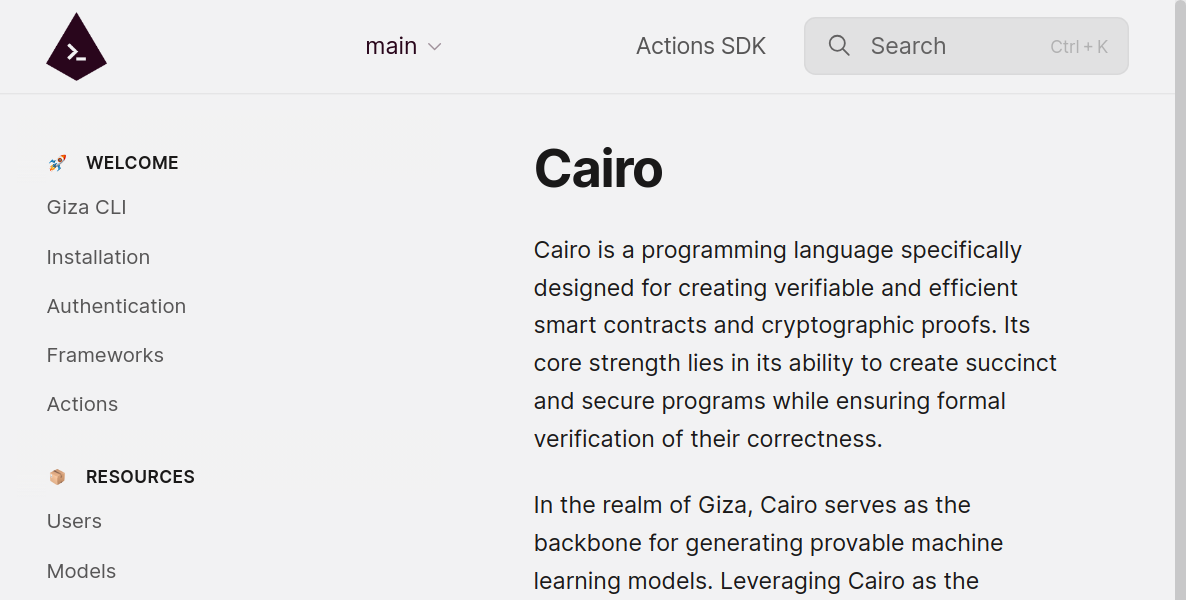 main
Actions SDK
Search
Ctrl + K
WELCOME
Giza CLI
Installation
Authentication
Frameworks
Actions
RESOURCES
Users
Models
Cairo
Cairo is a programming language specifically
designed for creating verifiable and efficient
smart contracts and cryptographic proofs. Its
core strength lies in its ability to create succinct
and secure programs while ensuring formal
verification of their correctness.
In the realm of Giza, Cairo serves as the
backbone for generating provable machine
learning models. Leveraging Cairo as the